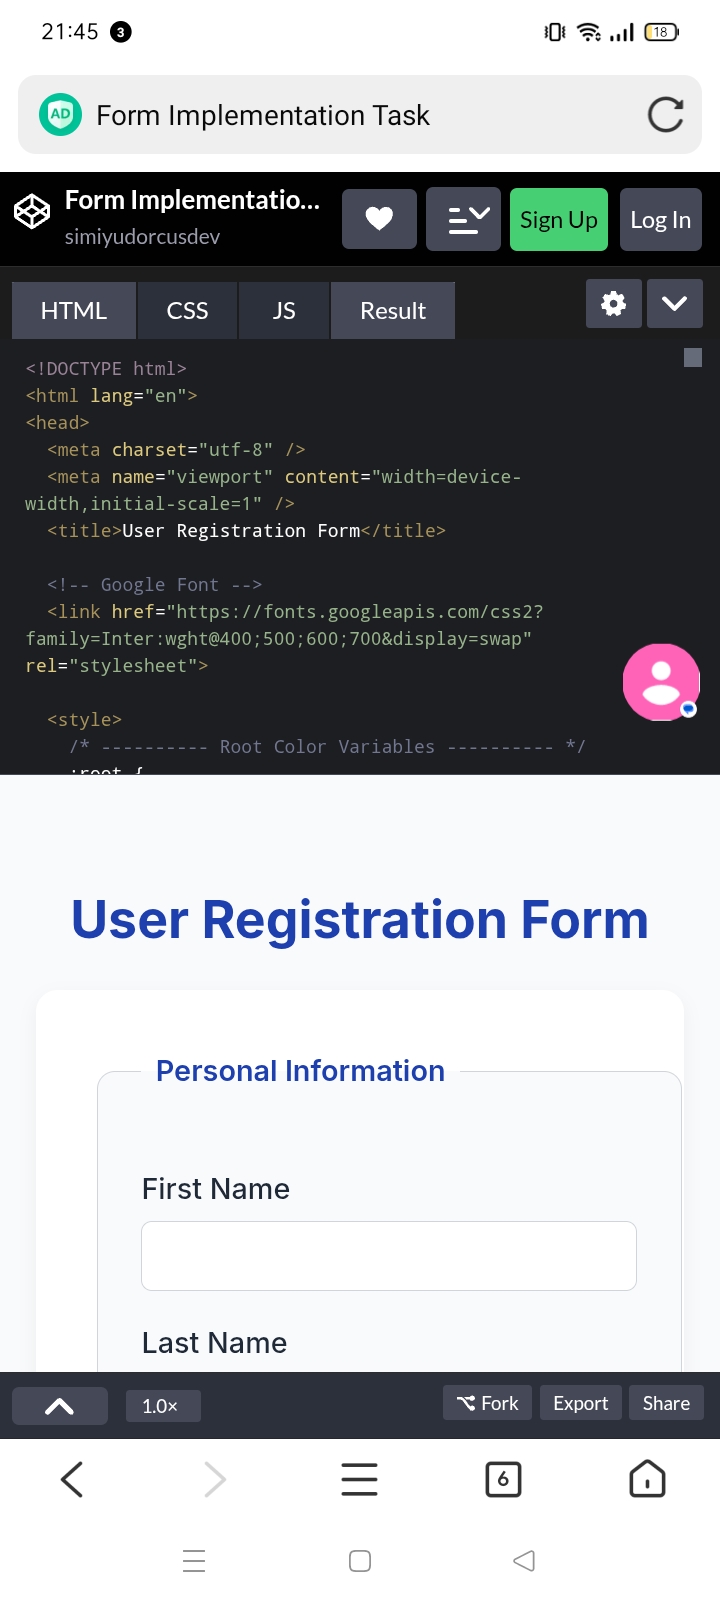 21:45 3 18
AD Form Implementation Task
Form Implementatio...
simiyudorcusdev
Sign Up Log In
HTML CSS JS Result
<!DOCTYPE html>
<html lang="en">
<head>
<meta charset="utf-8" />
<meta name="viewport" content="width=device-
width,initial-scale=1" />
<title>User Registration Form</title>
<!-- Google Font -->
<link href="https://fonts.googleapis.com/css2?
family=Inter:wght@400;500;600;700&display=swap"
rel="stylesheet">
<style>
/* ---------- Root Color Variables ---------- */
:root {
User Registration Form
Personal Information
First Name
Last Name
1.0×
Fork Export Share
6